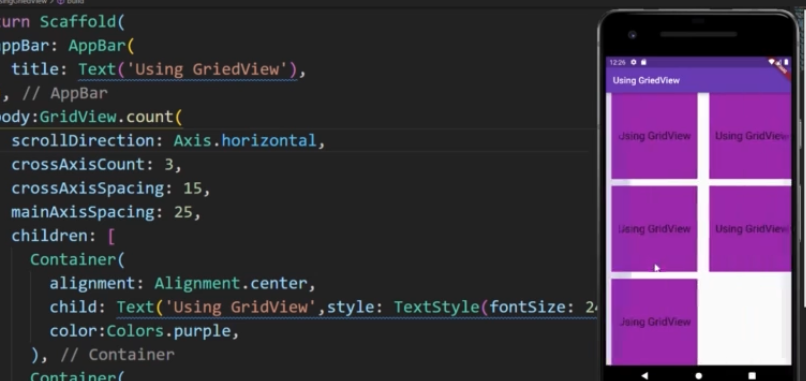 urn Scaffold(
appBar: AppBar(
title: Text('Using GriedView'),
, // AppBar
body:GridView.count(
scrollDirection: Axis.horizontal,
crossAxisCount: 3,
crossAxisSpacing: 15,
mainAxisSpacing: 25,
children: [
Container(
alignment: Alignment.center,
child: Text('Using GridView',style: TextStyle(fontSize: 24
color:Colors.purple,
), // Container
Container(
12:26
Using GriedView
Using GridView
Using GridView
Using GridView
Using GridView
Using GridView